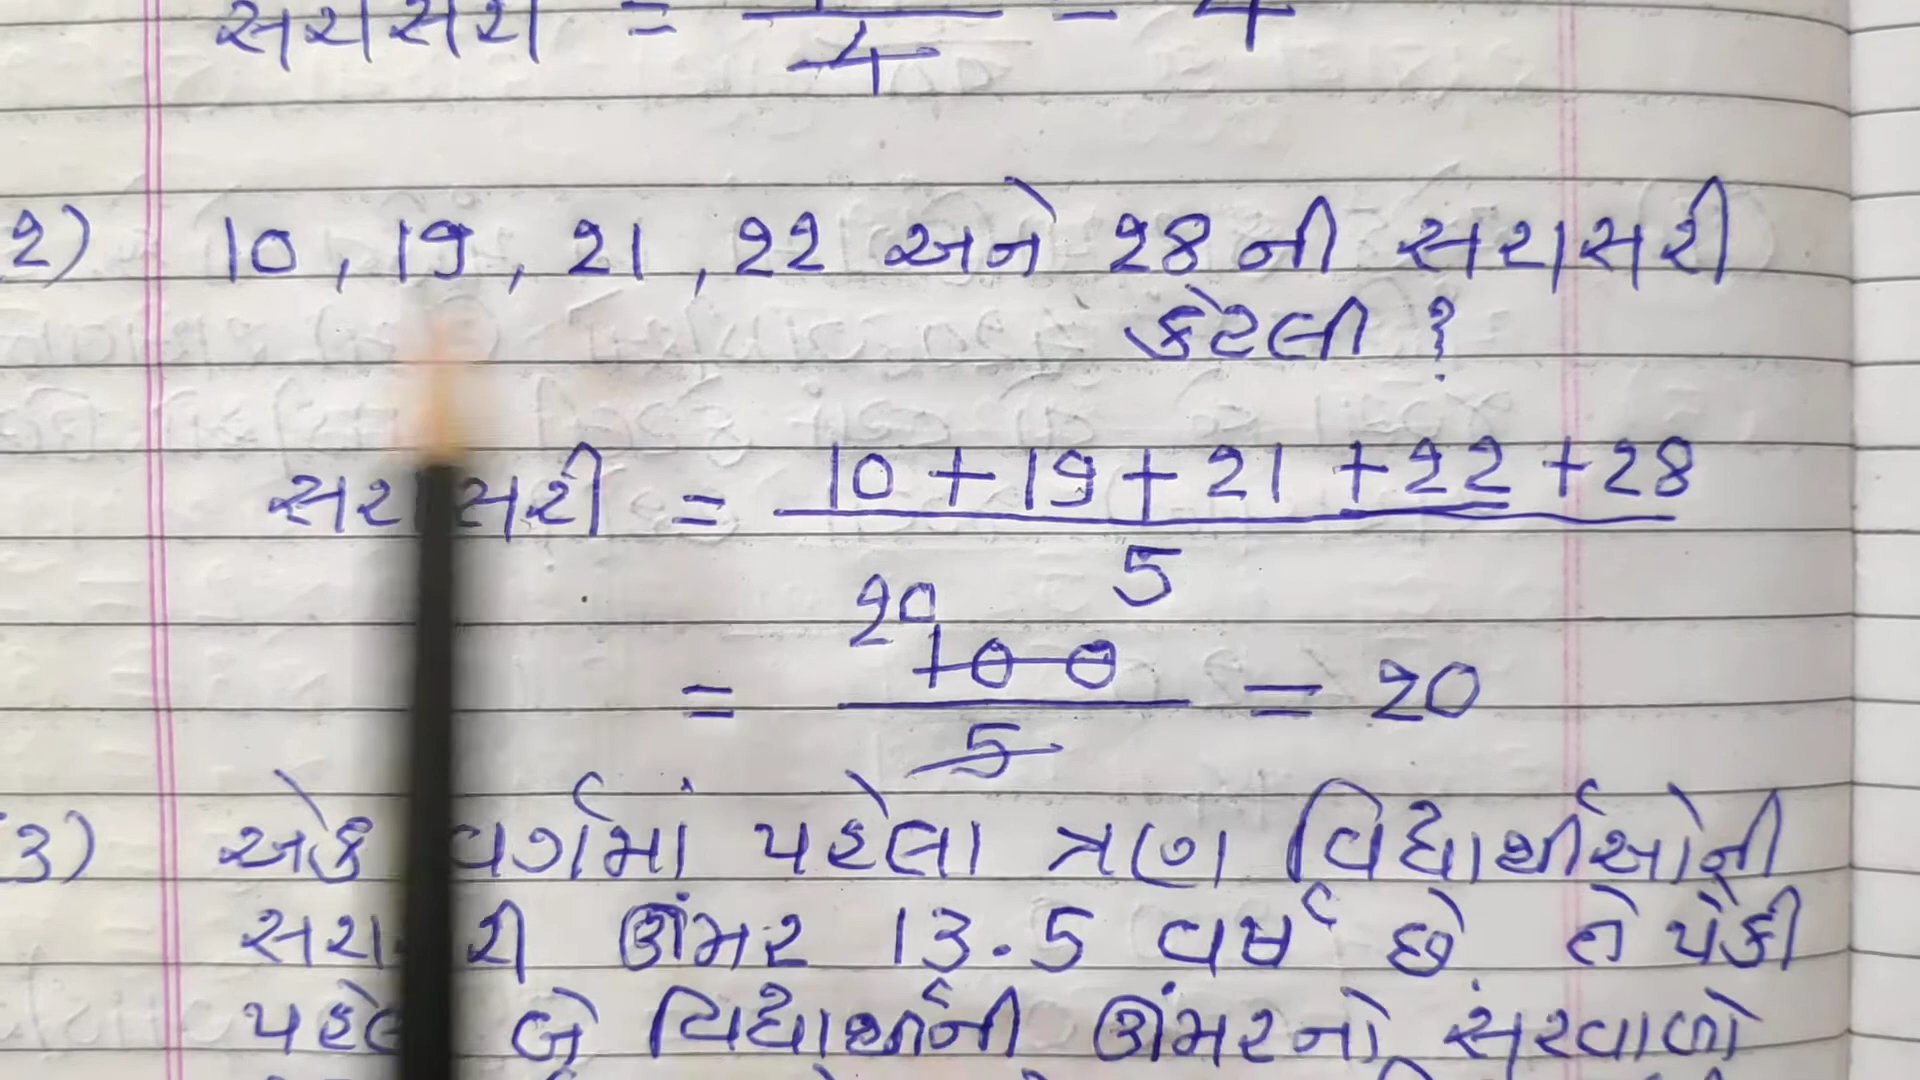 સરાસરી = 4 = 4
2) 10, 19, 21, 22 અને 28 ની સરાસરી
કેટલી ?
સરાસરી = 10 + 19 + 21 + 22 + 28
5
20
= 100 = 20
5
3) એક વર્ગમાં પહેલા ત્રણ વિદ્યાર્થીઓની
ઉંમર 13.5 વર્ષ છે. તે પૈકી
બે વિદ્યાર્થીની ઉંમરનો સરવાળો